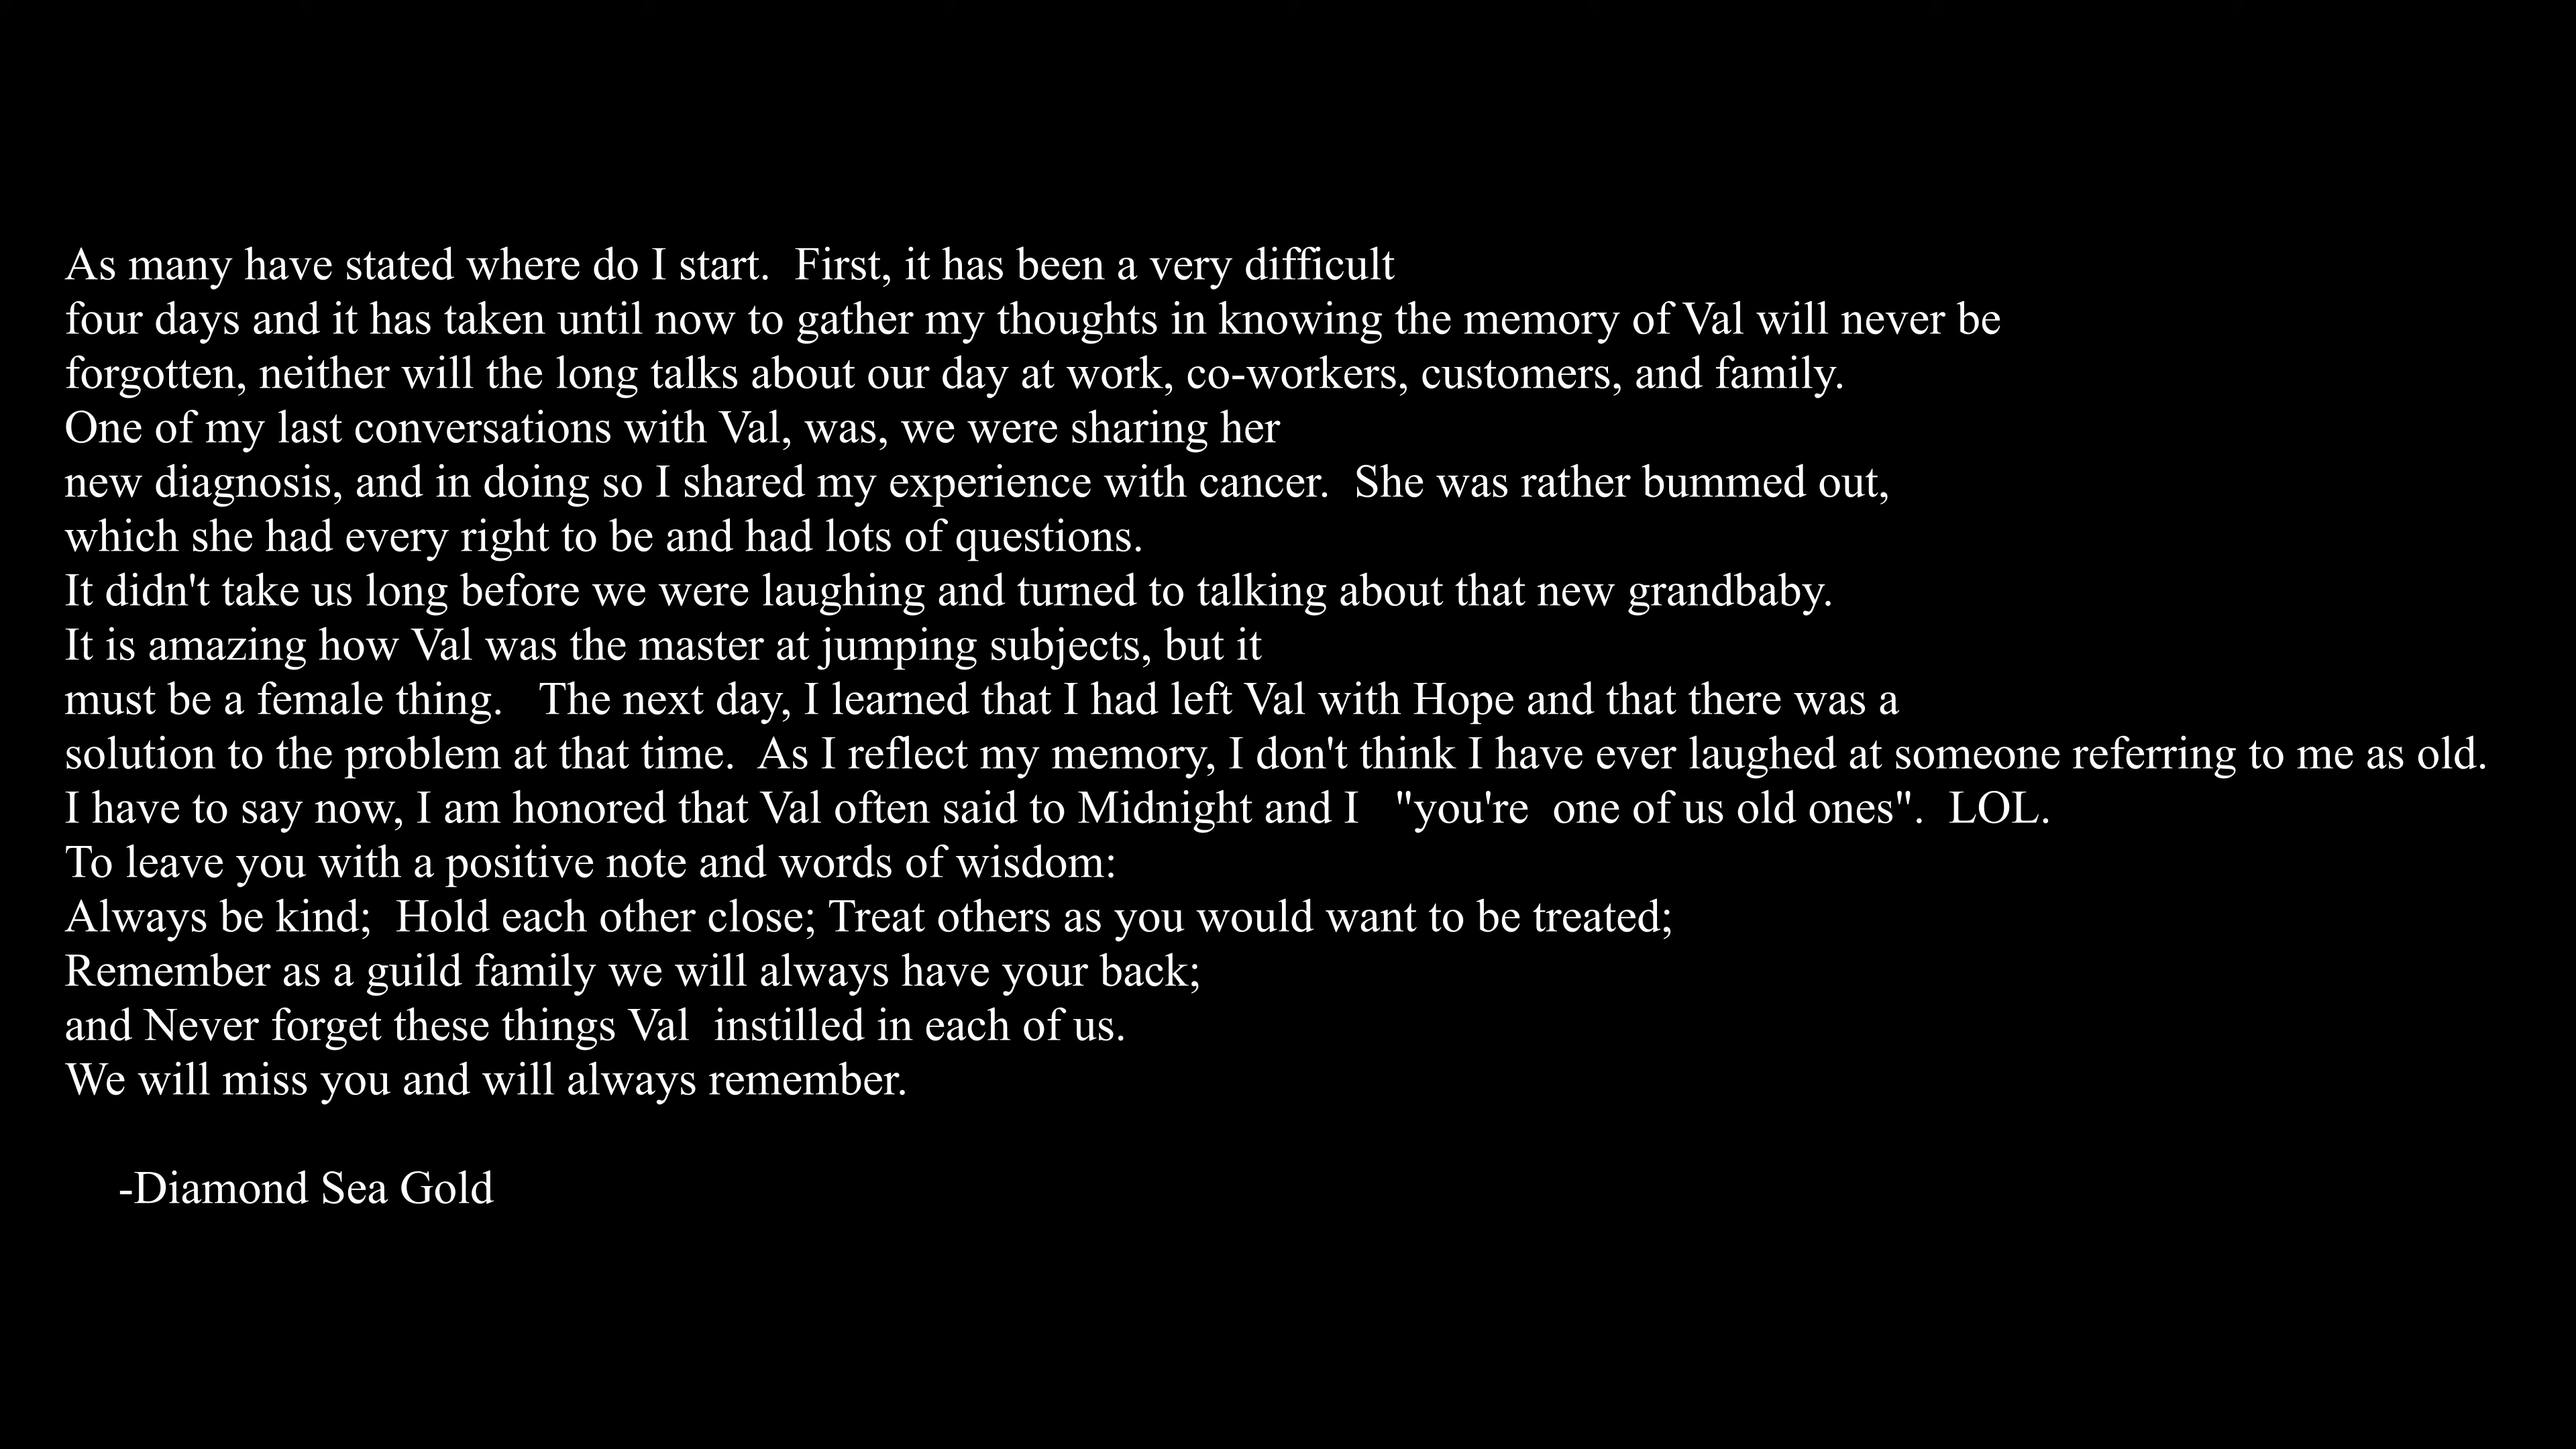 As many have stated where do I start.  First, it has been a very difficult
four days and it has taken until now to gather my thoughts in knowing the memory of Val will never be
forgotten, neither will the long talks about our day at work, co-workers, customers, and family.
One of my last conversations with Val, was, we were sharing her
new diagnosis, and in doing so I shared my experience with cancer.  She was rather bummed out,
which she had every right to be and had lots of questions.
It didn't take us long before we were laughing and turned to talking about that new grandbaby.
It is amazing how Val was the master at jumping subjects, but it
must be a female thing.   The next day, I learned that I had left Val with Hope and that there was a
solution to the problem at that time.  As I reflect my memory, I don't think I have ever laughed at someone referring to me as old.
I have to say now, I am honored that Val often said to Midnight and I   "you're  one of us old ones".  LOL.
To leave you with a positive note and words of wisdom:
Always be kind;  Hold each other close; Treat others as you would want to be treated;
Remember as a guild family we will always have your back;
and Never forget these things Val  instilled in each of us.
We will miss you and will always remember.
-Diamond Sea Gold